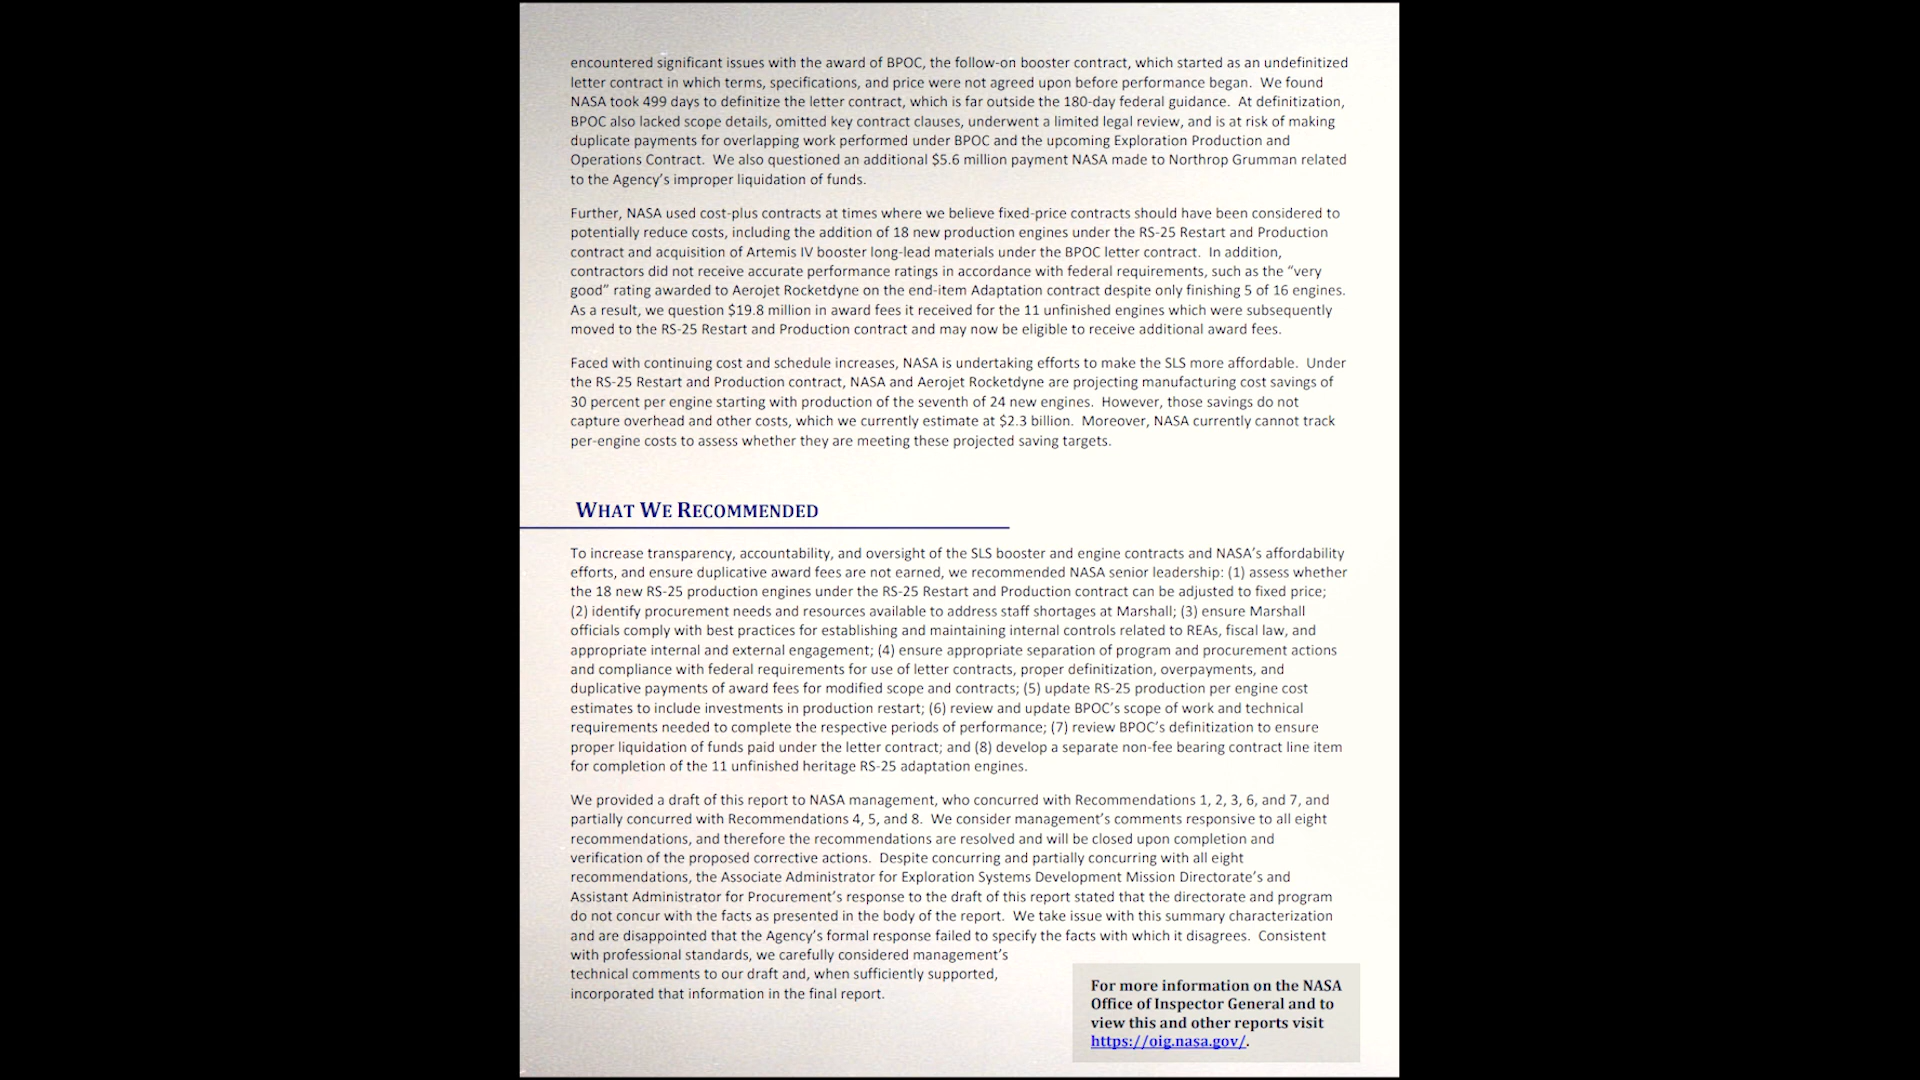 encountered significant issues with the award of BPOC, the follow-on booster contract, which started as an undefinitized
letter contract in which terms, specifications, and price were not agreed upon before performance began.  We found
NASA took 499 days to definitize the letter contract, which is far outside the 180-day federal guidance.  At definitization,
BPOC also lacked scope details, omitted key contract clauses, underwent a limited legal review, and is at risk of making
duplicate payments for overlapping work performed under BPOC and the upcoming Exploration Production and
Operations Contract.  We also questioned an additional $5.6 million payment NASA made to Northrop Grumman related
to the Agency’s improper liquidation of funds.
Further, NASA used cost-plus contracts at times where we believe fixed-price contracts should have been considered to
potentially reduce costs, including the addition of 18 new production engines under the RS-25 Restart and Production
contract and acquisition of Artemis IV booster long-lead materials under the BPOC letter contract.  In addition,
contractors did not receive accurate performance ratings in accordance with federal requirements, such as the “very
good” rating awarded to Aerojet Rocketdyne on the end-item Adaptation contract despite only finishing 5 of 16 engines.
As a result, we question $19.8 million in award fees it received for the 11 unfinished engines which were subsequently
moved to the RS-25 Restart and Production contract and may now be eligible to receive additional award fees.
Faced with continuing cost and schedule increases, NASA is undertaking efforts to make the SLS more affordable.  Under
the RS-25 Restart and Production contract, NASA and Aerojet Rocketdyne are projecting manufacturing cost savings of
30 percent per engine starting with production of the seventh of 24 new engines.  However, those savings do not
capture overhead and other costs, which we currently estimate at $2.3 billion.  Moreover, NASA currently cannot track
per-engine costs to assess whether they are meeting these projected saving targets.
WHAT WE RECOMMENDED
To increase transparency, accountability, and oversight of the SLS booster and engine contracts and NASA’s affordability
efforts, and ensure duplicative award fees are not earned, we recommended NASA senior leadership: (1) assess whether
the 18 new RS-25 production engines under the RS-25 Restart and Production contract can be adjusted to fixed price;
(2) identify procurement needs and resources available to address staff shortages at Marshall; (3) ensure Marshall
officials comply with best practices for establishing and maintaining internal controls related to REAs, fiscal law, and
appropriate internal and external engagement; (4) ensure appropriate separation of program and procurement actions
and compliance with federal requirements for use of letter contracts, proper definitization, overpayments, and
duplicative payments of award fees for modified scope and contracts; (5) update RS-25 production per engine cost
estimates to include investments in production restart; (6) review and update BPOC’s scope of work and technical
requirements needed to complete the respective periods of performance; (7) review BPOC’s definitization to ensure
proper liquidation of funds paid under the letter contract; and (8) develop a separate non-fee bearing contract line item
for completion of the 11 unfinished heritage RS-25 adaptation engines.
We provided a draft of this report to NASA management, who concurred with Recommendations 1, 2, 3, 6, and 7, and
partially concurred with Recommendations 4, 5, and 8.  We consider management’s comments responsive to all eight
recommendations, and therefore the recommendations are resolved and will be closed upon completion and
verification of the proposed corrective actions.  Despite concurring and partially concurring with all eight
recommendations, the Associate Administrator for Exploration Systems Development Mission Directorate’s and
Assistant Administrator for Procurement’s response to the draft of this report stated that the directorate and program
do not concur with the facts as presented in the body of the report.  We take issue with this summary characterization
and are disappointed that the Agency’s formal response failed to specify the facts with which it disagrees.  Consistent
with professional standards, we carefully considered management’s
technical comments to our draft and, when sufficiently supported,
incorporated that information in the final report.
For more information on the NASA
Office of Inspector General and to
view this and other reports visit
https://oig.nasa.gov/.